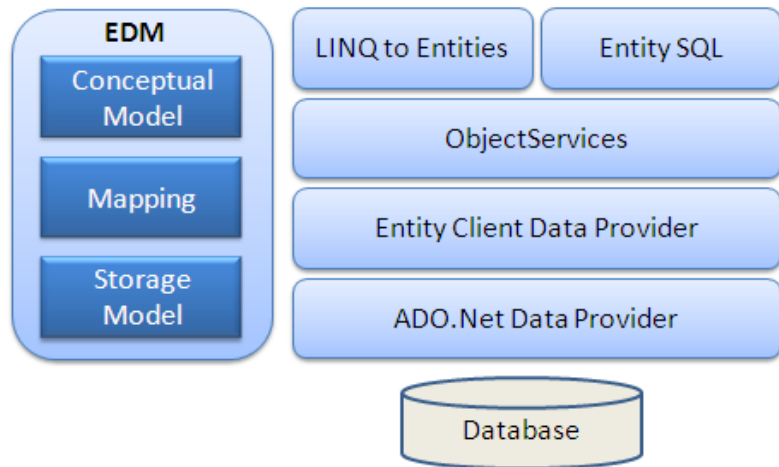 EDM
Conceptual
Model
Mapping
Storage
Model
LINQ to Entities
Entity SQL
ObjectServices
Entity Client Data Provider
ADO.Net Data Provider
Database